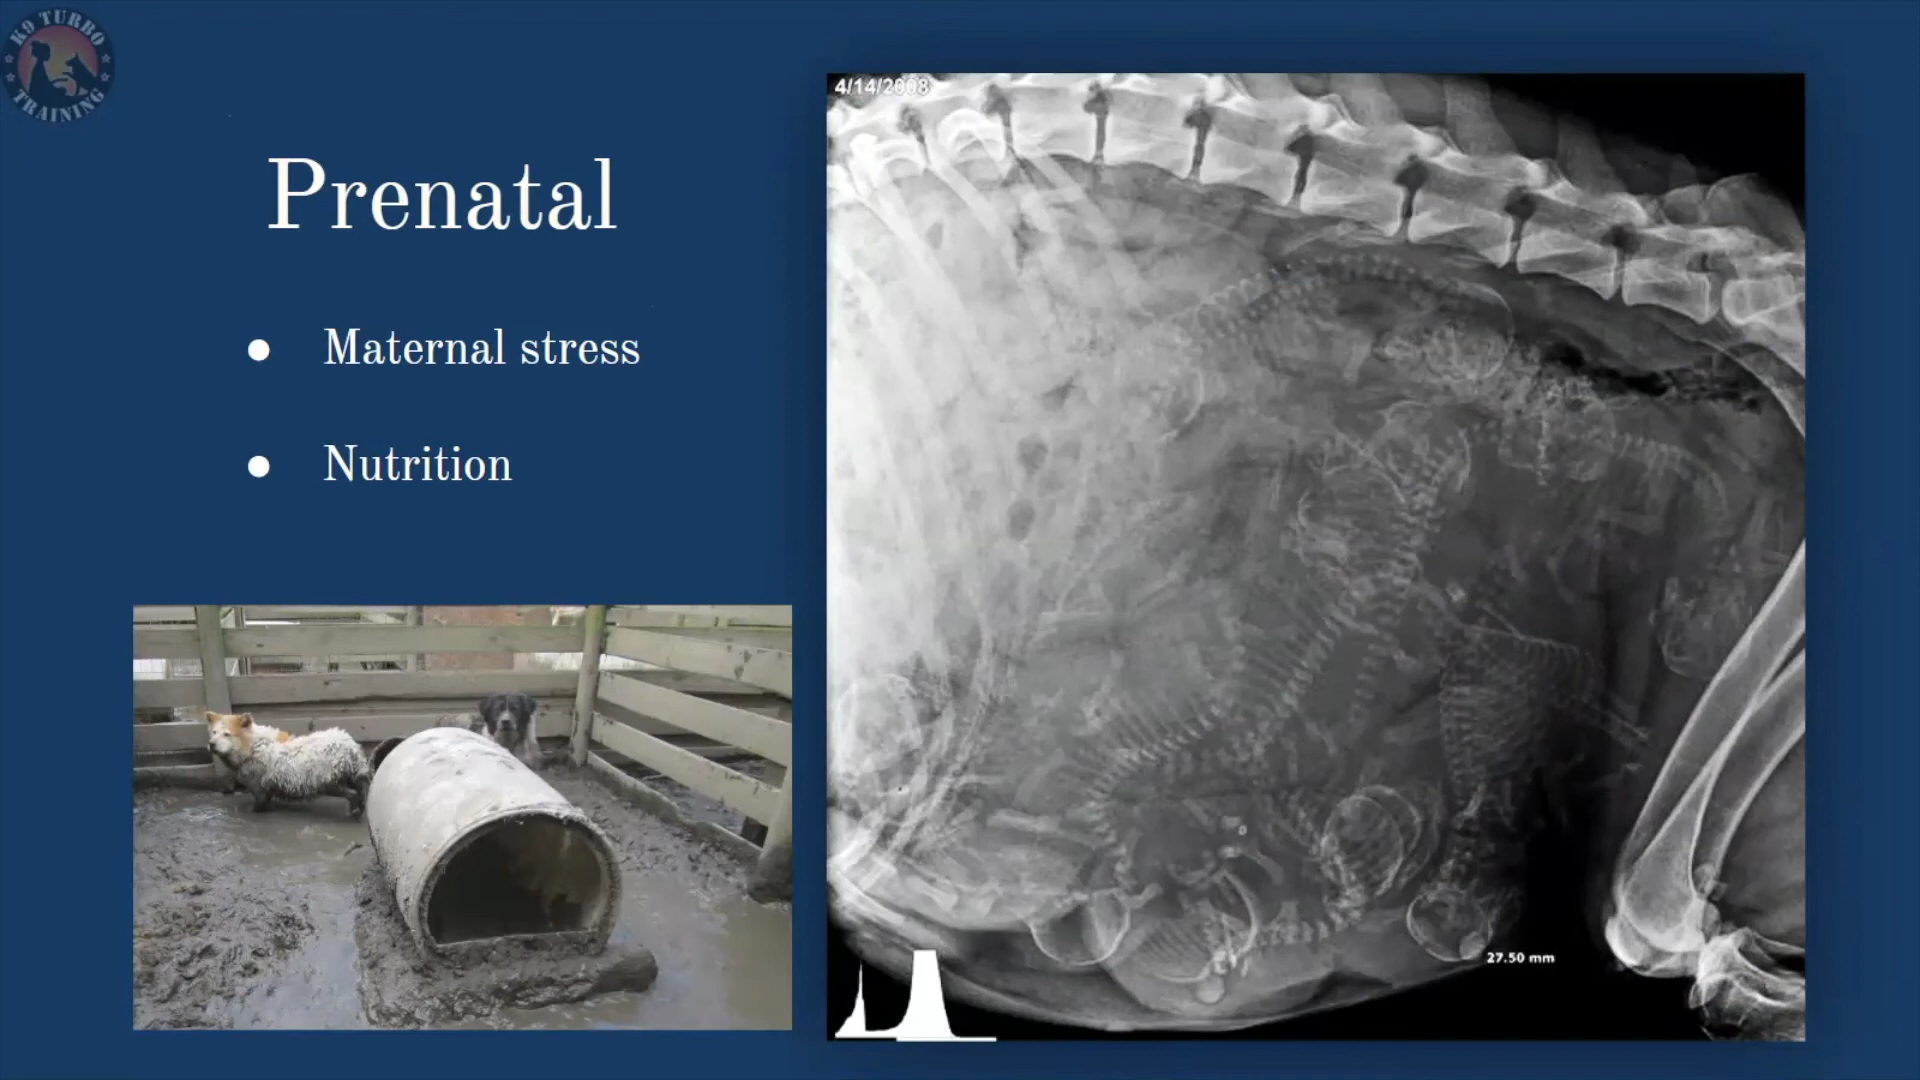 K9 TURBO
TRAINING
Prenatal
● Maternal stress
● Nutrition
4/14/2008
27.50 mm